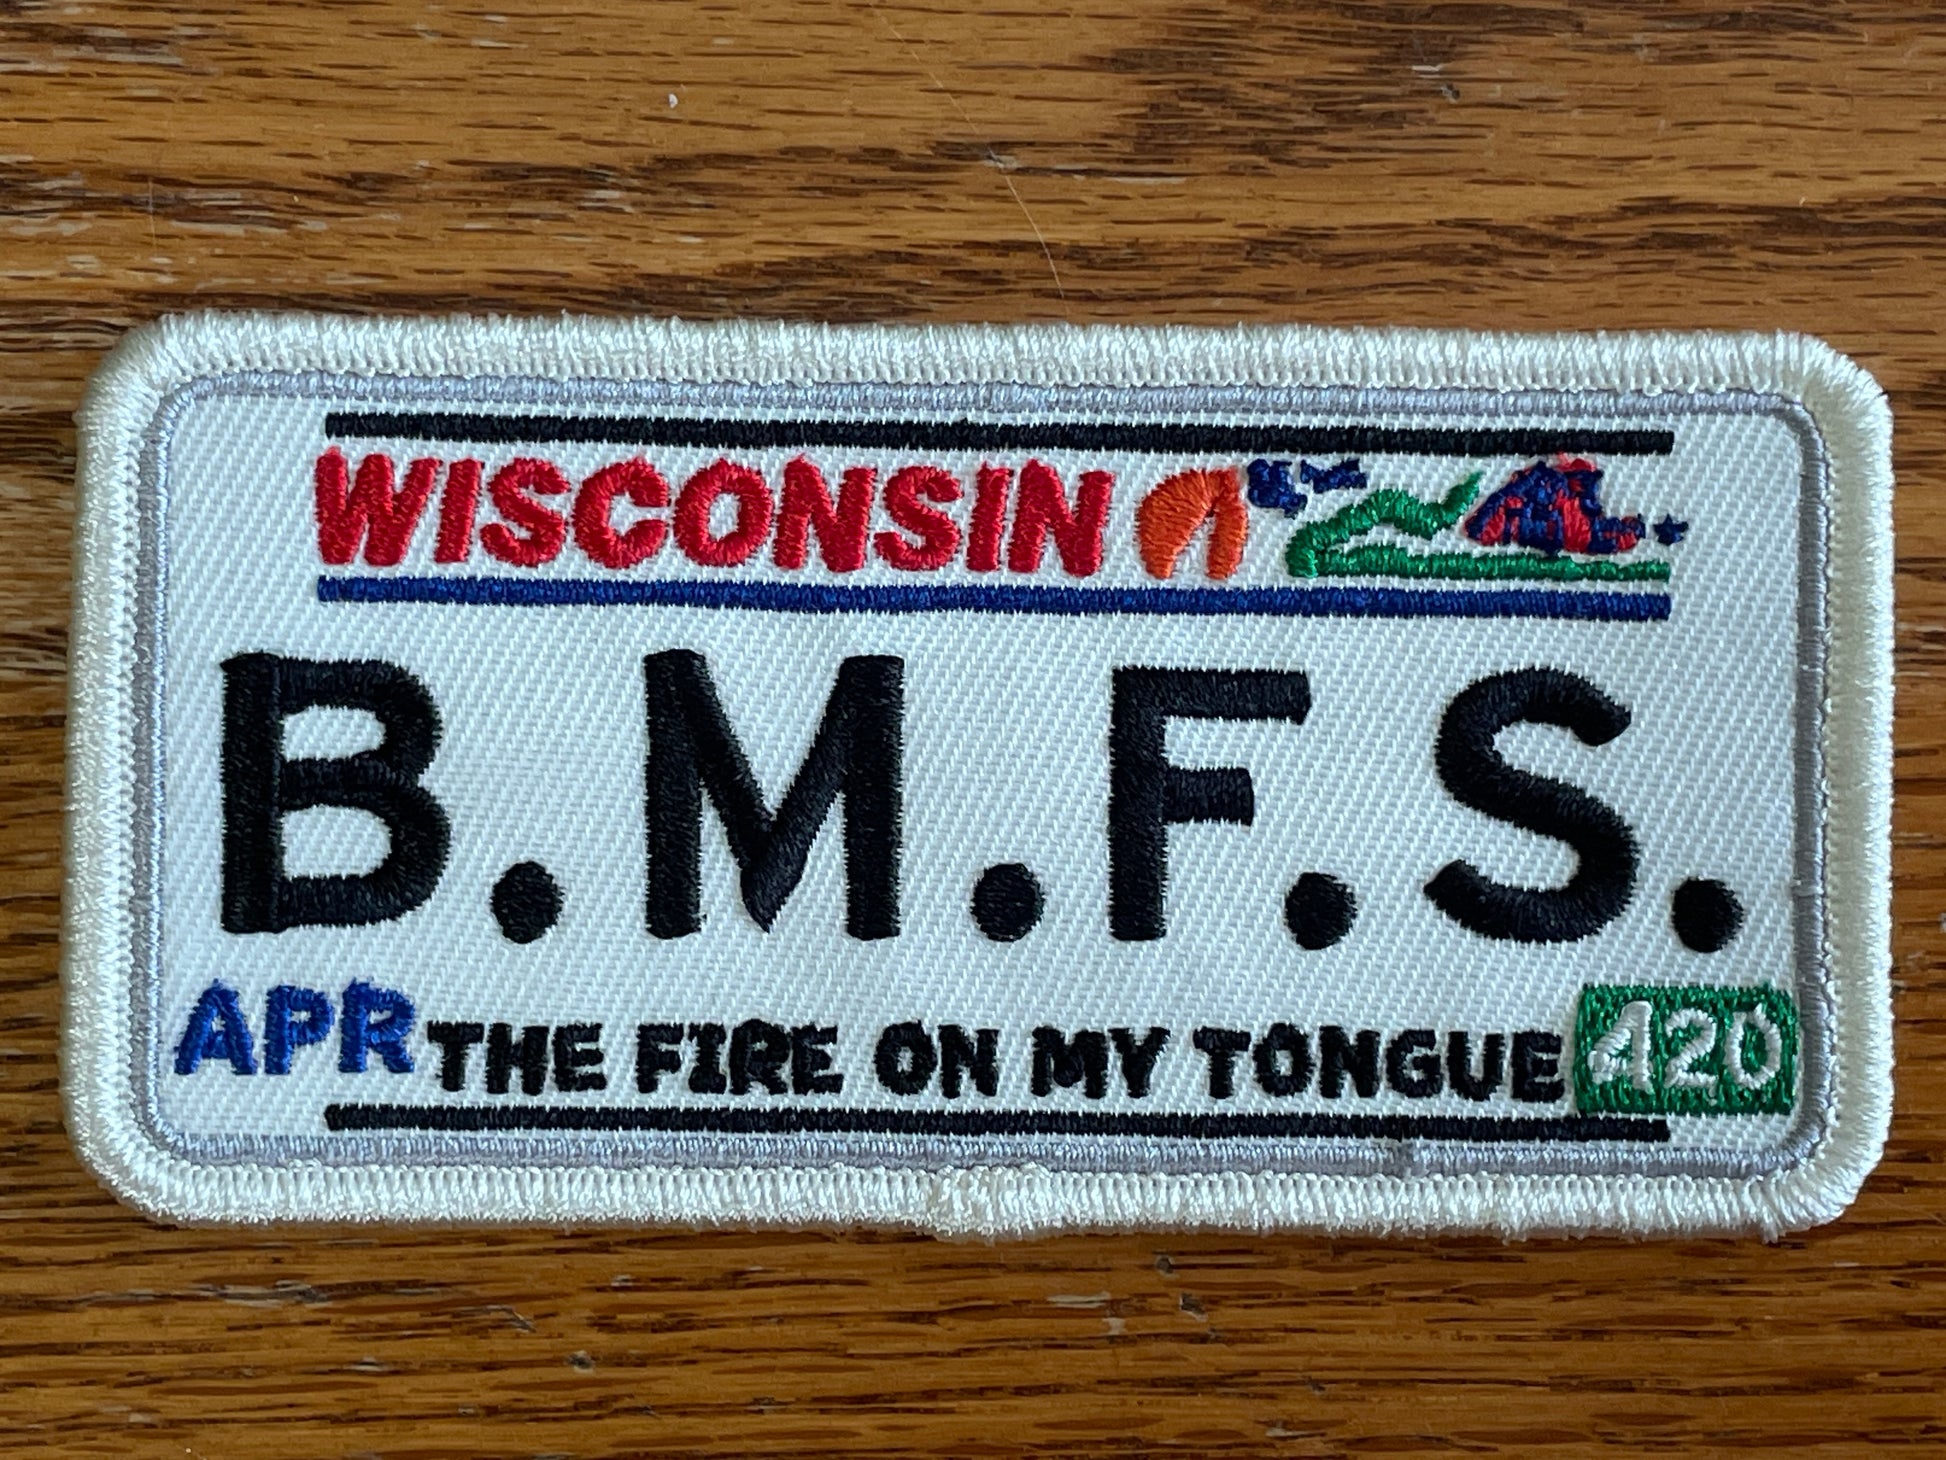 WISCONSIN
B.M.F.S.
APR THE FIRE ON MY TONGUE 420